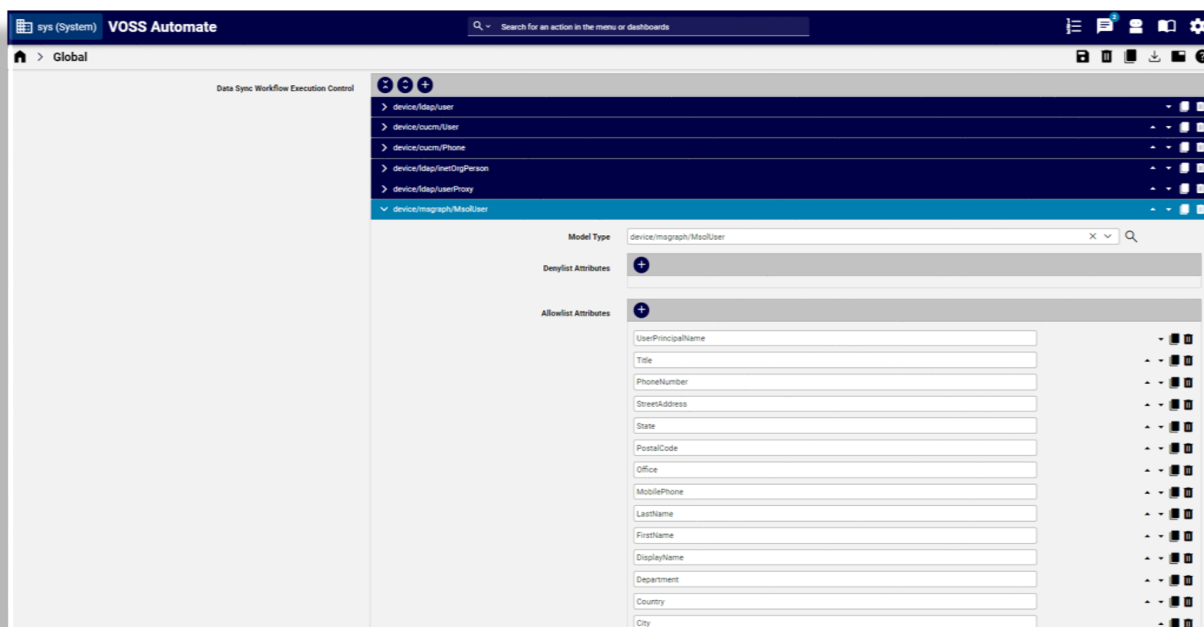 sys (System) VOSS Automate Search for an action in the menu or dashboards 2
> Global
Data Sync Workflow Execution Control
device/ldap/user
device/cucm/User
device/cucm/Phone
device/ldap/inetOrgPerson
device/ldap/userProxy
device/msgraph/MsolUser
Model Type device/msgraph/MsolUser
Denylist Attributes
Allowlist Attributes
UserPrincipalName
Title
PhoneNumber
StreetAddress
State
PostalCode
Office
MobilePhone
LastName
FirstName
DisplayName
Department
Country
City